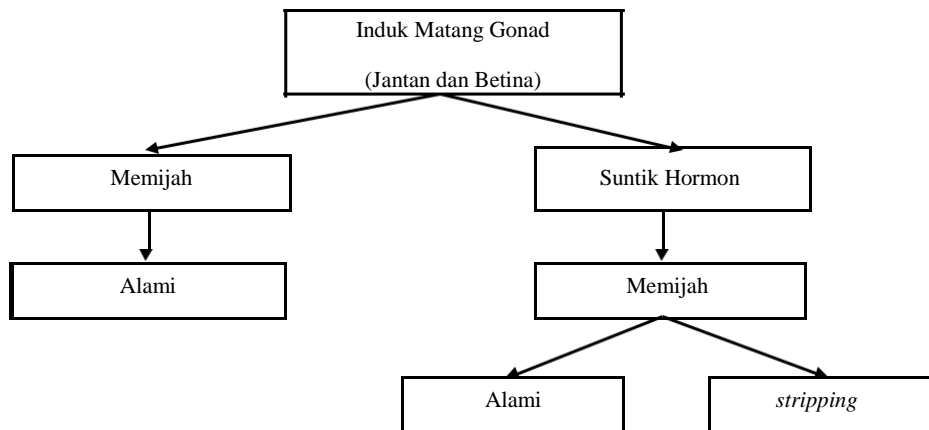 Induk Matang Gonad
(Jantan dan Betina)
Memijah
Suntik Hormon
Alami
Memijah
Alami
stripping